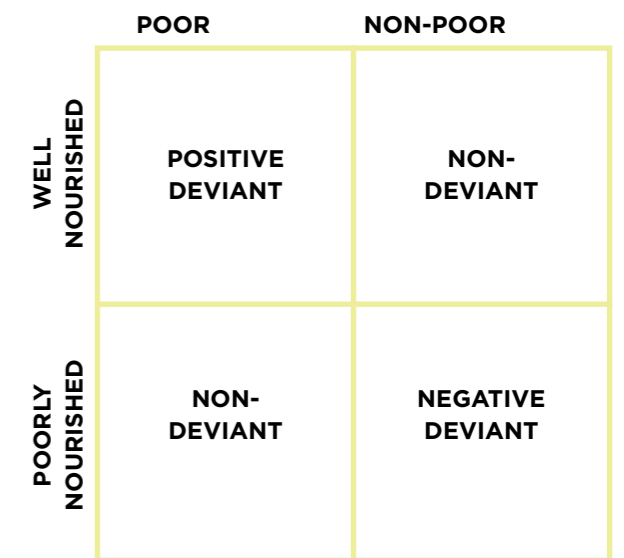 POOR
NON-POOR
WELL
NOURISHED
POSITIVE
DEVIANT
NON-
DEVIANT
POORLY
NOURISHED
NON-
DEVIANT
NEGATIVE
DEVIANT